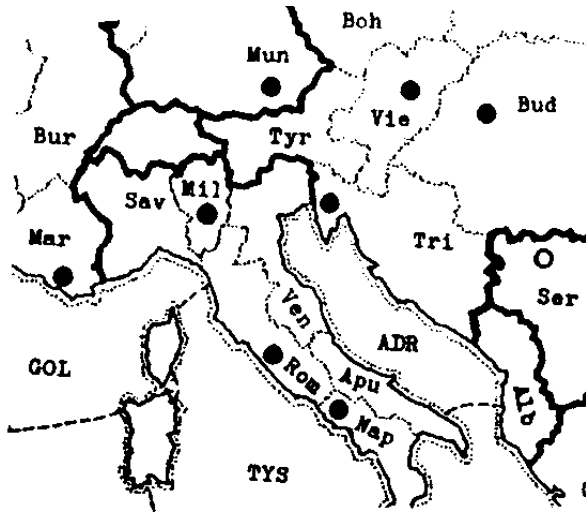 Boh
Mun
Vie
Bud
Bur
Tyr
Sav
Mil
Mar
Tri
Ser
Ven
ADR
GOL
Rom
Apu
Alb
Nap
TYS